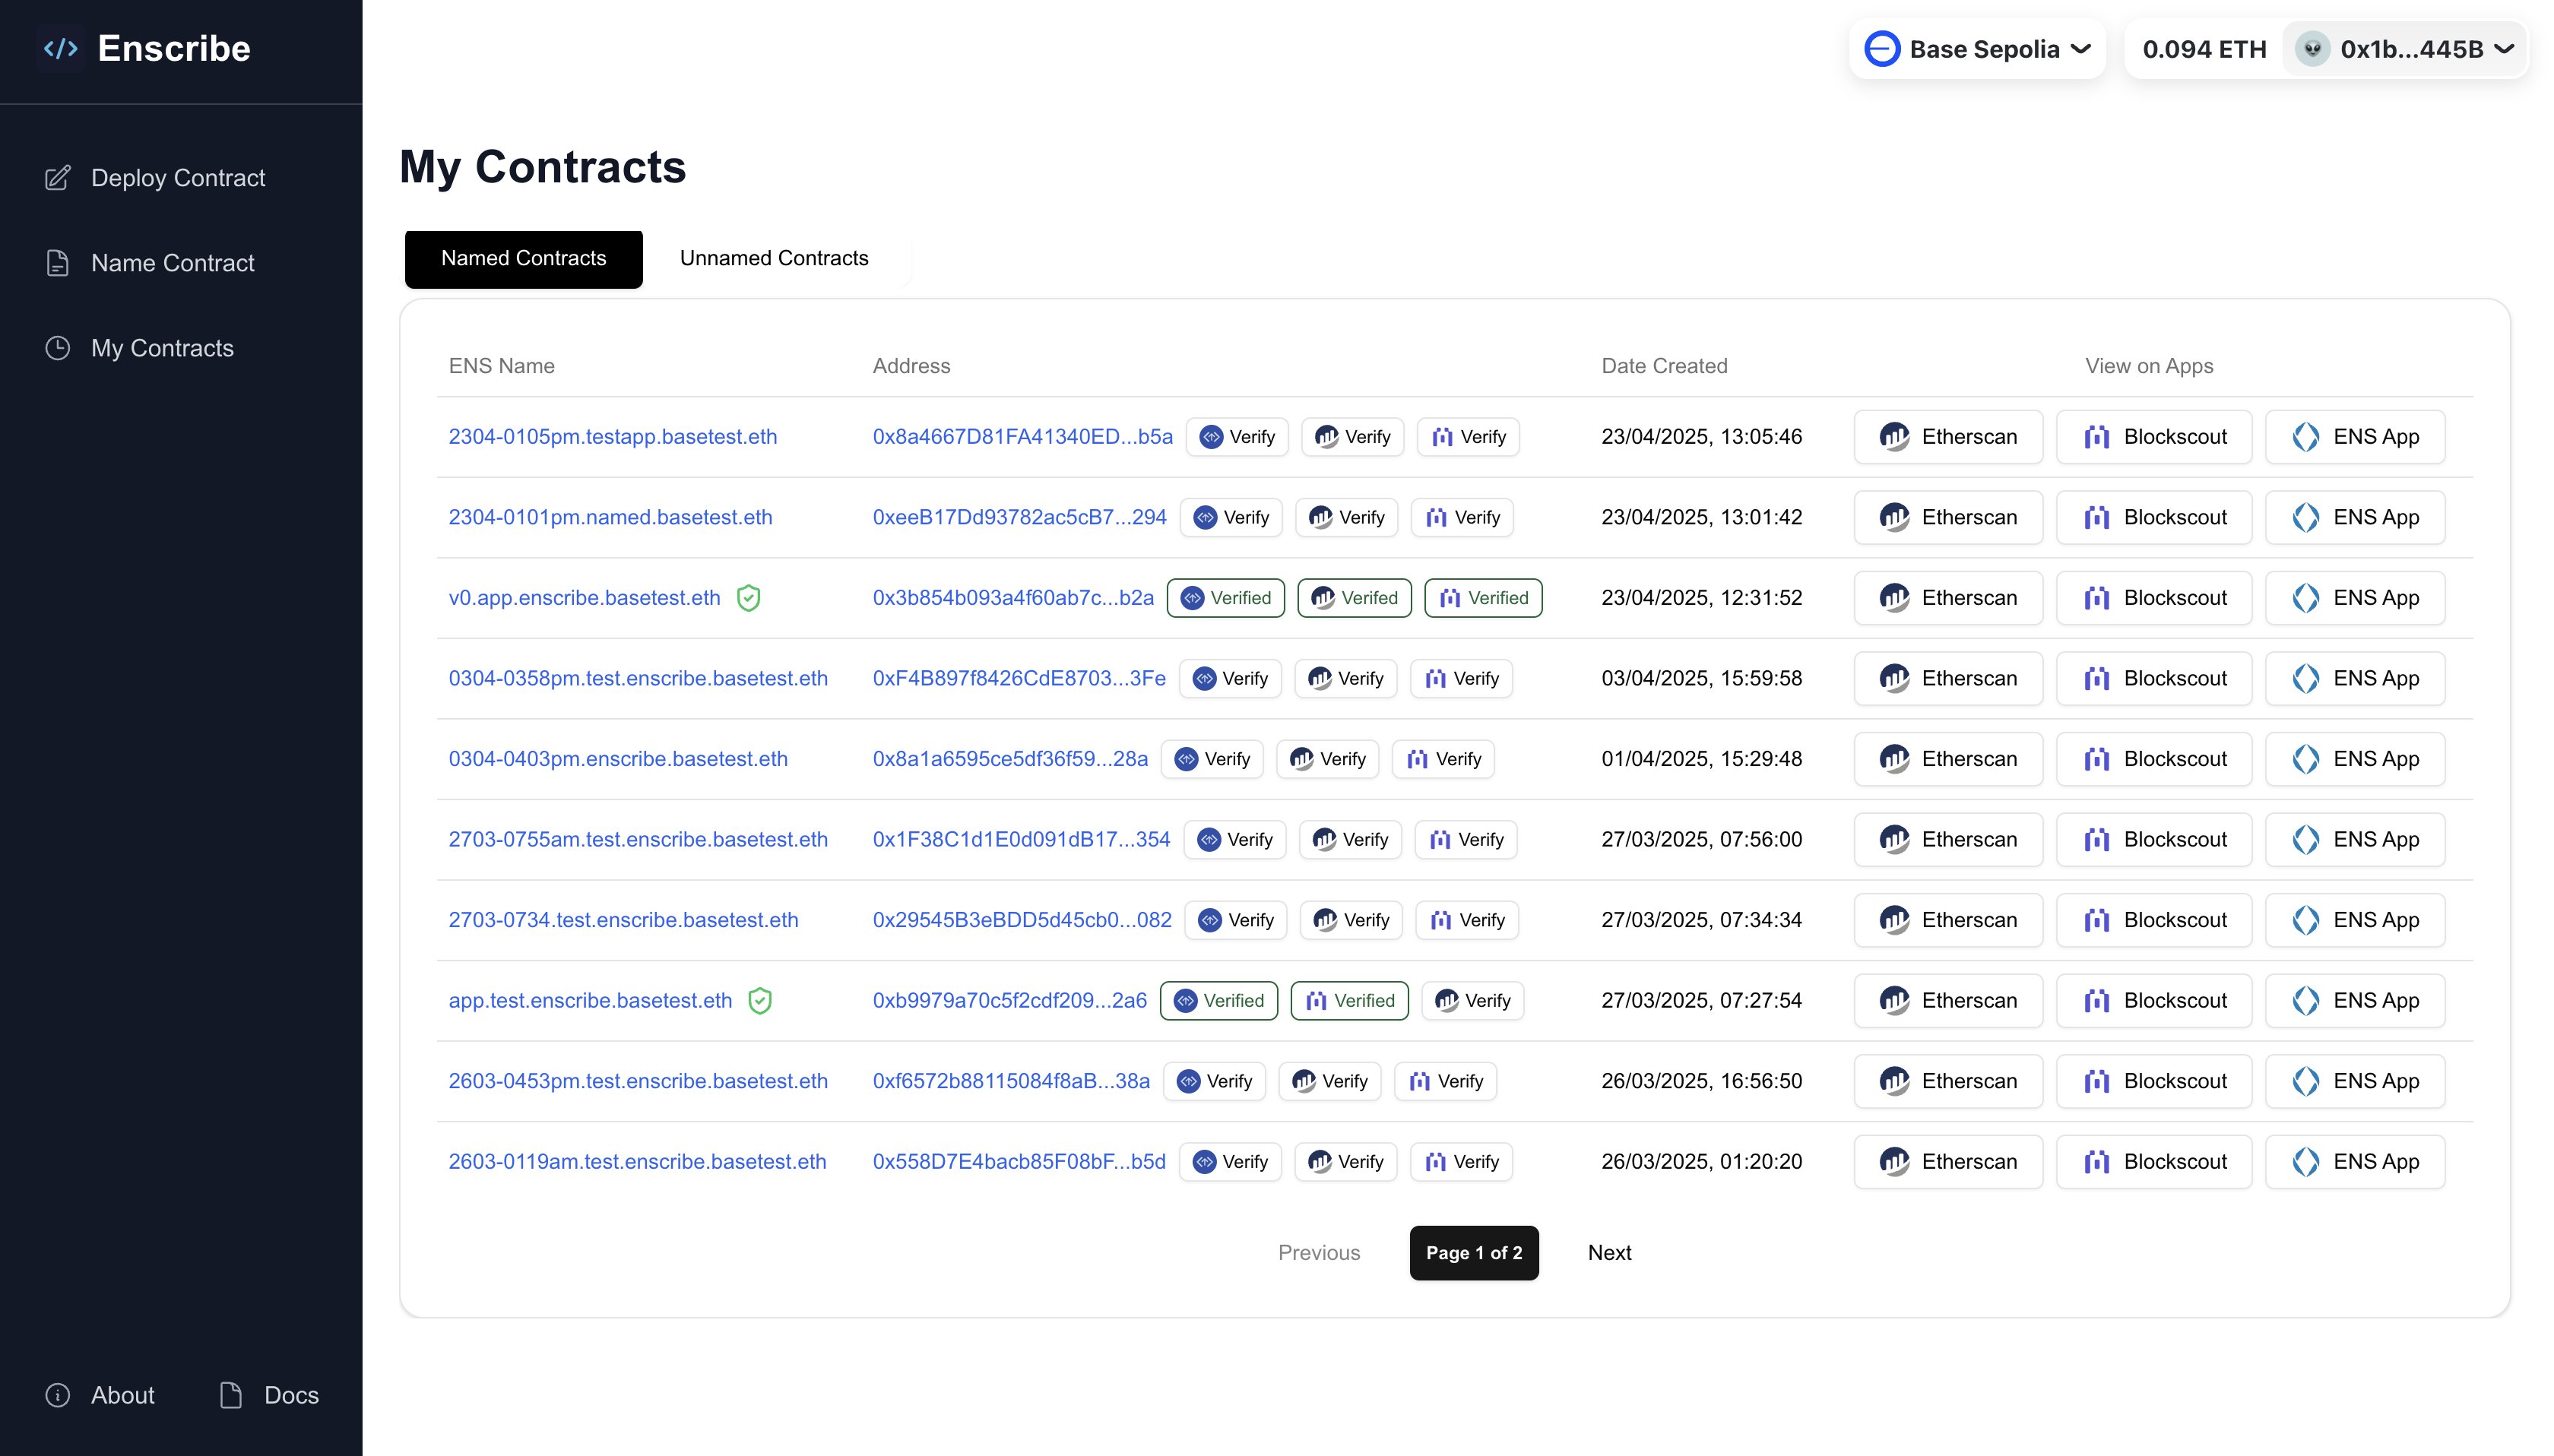 Enscribe
Base Sepolia
0.094 ETH 0x1b...445B
Deploy Contract
Name Contract
My Contracts
My Contracts
Named Contracts Unnamed Contracts
ENS Name Address Date Created View on Apps
2304-0105pm.testapp.basetest.eth 0x8a4667D81FA41340ED...b5a Verify Verify Verify 23/04/2025, 13:05:46 Etherscan Blockscout ENS App
2304-0101pm.named.basetest.eth 0xeeB17Dd93782ac5cB7...294 Verify Verify Verify 23/04/2025, 13:01:42 Etherscan Blockscout ENS App
v0.app.enscribe.basetest.eth 0x3b854b093a4f60ab7c...b2a Verified Verifed Verified 23/04/2025, 12:31:52 Etherscan Blockscout ENS App
0304-0358pm.test.enscribe.basetest.eth 0xF4B897f8426CdE8703...3Fe Verify Verify Verify 03/04/2025, 15:59:58 Etherscan Blockscout ENS App
0304-0403pm.enscribe.basetest.eth 0x8a1a6595ce5df36f59...28a Verify Verify Verify 01/04/2025, 15:29:48 Etherscan Blockscout ENS App
2703-0755am.test.enscribe.basetest.eth 0x1F38C1d1E0d091dB17...354 Verify Verify Verify 27/03/2025, 07:56:00 Etherscan Blockscout ENS App
2703-0734.test.enscribe.basetest.eth 0x29545B3eBDD5d45cb0...082 Verify Verify Verify 27/03/2025, 07:34:34 Etherscan Blockscout ENS App
app.test.enscribe.basetest.eth 0xb9979a70c5f2cdf209...2a6 Verified Verified Verify 27/03/2025, 07:27:54 Etherscan Blockscout ENS App
2603-0453pm.test.enscribe.basetest.eth 0xf6572b88115084f8aB...38a Verify Verify Verify 26/03/2025, 16:56:50 Etherscan Blockscout ENS App
2603-0119am.test.enscribe.basetest.eth 0x558D7E4bacb85F08bF...b5d Verify Verify Verify 26/03/2025, 01:20:20 Etherscan Blockscout ENS App
Previous Page 1 of 2 Next
About Docs